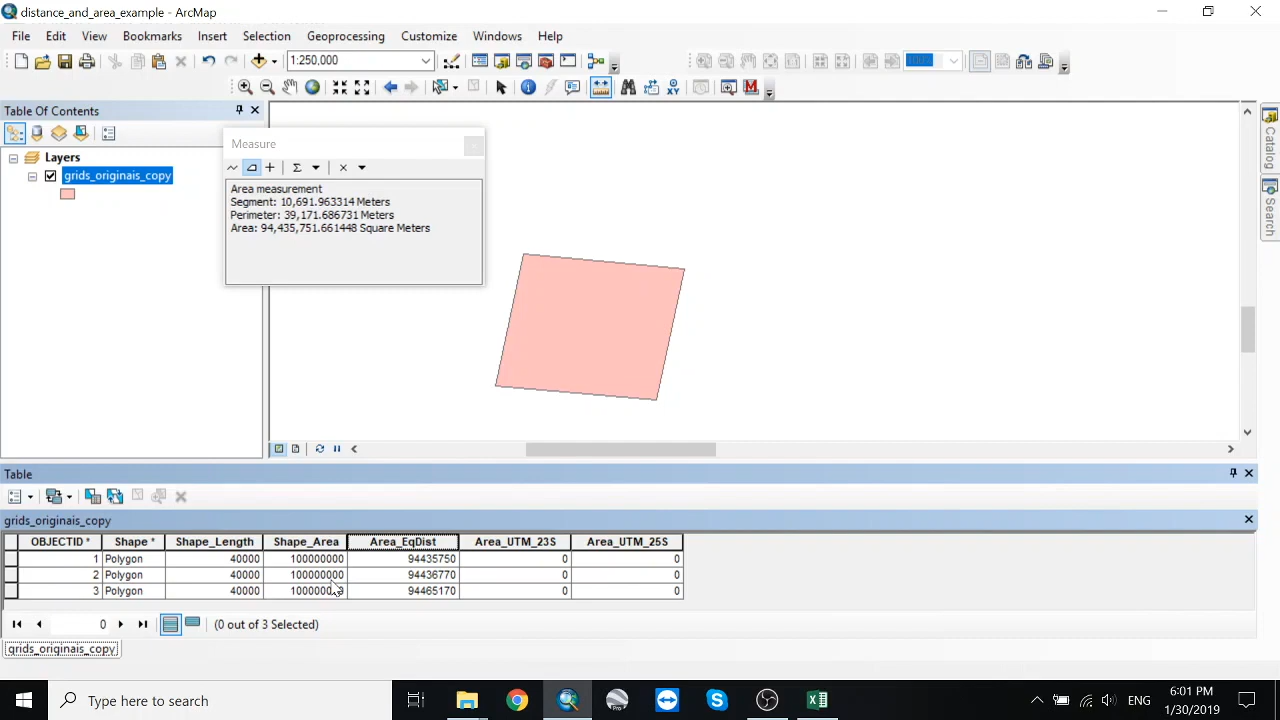 distance_and_area_example - ArcMap
File Edit View Bookmarks Insert Selection Geoprocessing Customize Windows Help
1:250,000
Table Of Contents
Layers
grids_originais_copy
Measure
Area measurement
Segment: 10,691.963314 Meters
Perimeter: 39,171.686731 Meters
Area: 94,435,751.661448 Square Meters
Catalog
Search
Table
grids_originais_copy
OBJECTID * Shape * Shape_Length Shape_Area Area_EqDist Area_UTM_23S Area_UTM_25S
1 Polygon 40000 100000000 94435750 0 0
2 Polygon 40000 100000000 94436770 0 0
3 Polygon 40000 94465170 0 0
0 (0 out of 3 Selected)
grids_originais_copy
Type here to search
ENG
6:01 PM
1/30/2019